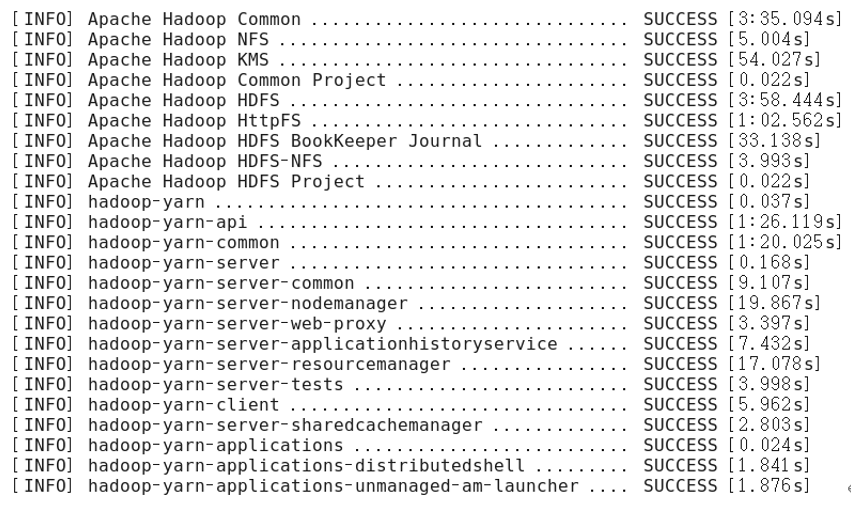 [INFO] Apache Hadoop Common .............................. SUCCESS [3:35.094s]
[INFO] Apache Hadoop NFS ................................. SUCCESS [5.004s]
[INFO] Apache Hadoop KMS ................................. SUCCESS [54.027s]
[INFO] Apache Hadoop Common Project ...................... SUCCESS [0.022s]
[INFO] Apache Hadoop HDFS ................................ SUCCESS [3:58.444s]
[INFO] Apache Hadoop HttpFS .............................. SUCCESS [1:02.562s]
[INFO] Apache Hadoop HDFS BookKeeper Journal ............. SUCCESS [33.138s]
[INFO] Apache Hadoop HDFS-NFS ............................ SUCCESS [3.993s]
[INFO] Apache Hadoop HDFS Project ........................ SUCCESS [0.022s]
[INFO] hadoop-yarn ....................................... SUCCESS [0.037s]
[INFO] hadoop-yarn-api ................................... SUCCESS [1:26.119s]
[INFO] hadoop-yarn-common ................................ SUCCESS [1:20.025s]
[INFO] hadoop-yarn-server ................................ SUCCESS [0.168s]
[INFO] hadoop-yarn-server-common ......................... SUCCESS [9.107s]
[INFO] hadoop-yarn-server-nodemanager .................... SUCCESS [19.867s]
[INFO] hadoop-yarn-server-web-proxy ...................... SUCCESS [3.397s]
[INFO] hadoop-yarn-server-applicationhistoryservice ...... SUCCESS [7.432s]
[INFO] hadoop-yarn-server-resourcemanager ................ SUCCESS [17.078s]
[INFO] hadoop-yarn-server-tests .......................... SUCCESS [3.998s]
[INFO] hadoop-yarn-client ................................ SUCCESS [5.962s]
[INFO] hadoop-yarn-server-sharedcachemanager ............. SUCCESS [2.803s]
[INFO] hadoop-yarn-applications .......................... SUCCESS [0.024s]
[INFO] hadoop-yarn-applications-distributedshell ......... SUCCESS [1.841s]
[INFO] hadoop-yarn-applications-unmanaged-am-launcher .... SUCCESS [1.876s]